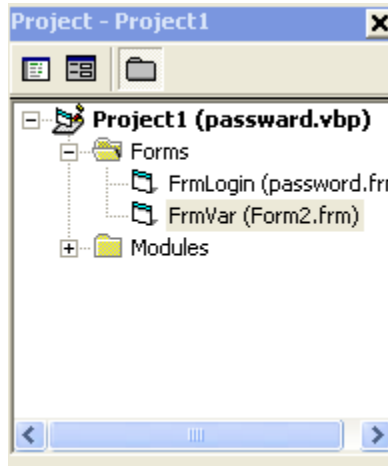 Project - Project1
Project1 (passward.vbp)
Forms
FrmLogin (password.fr
FrmVar (Form2.frm)
Modules